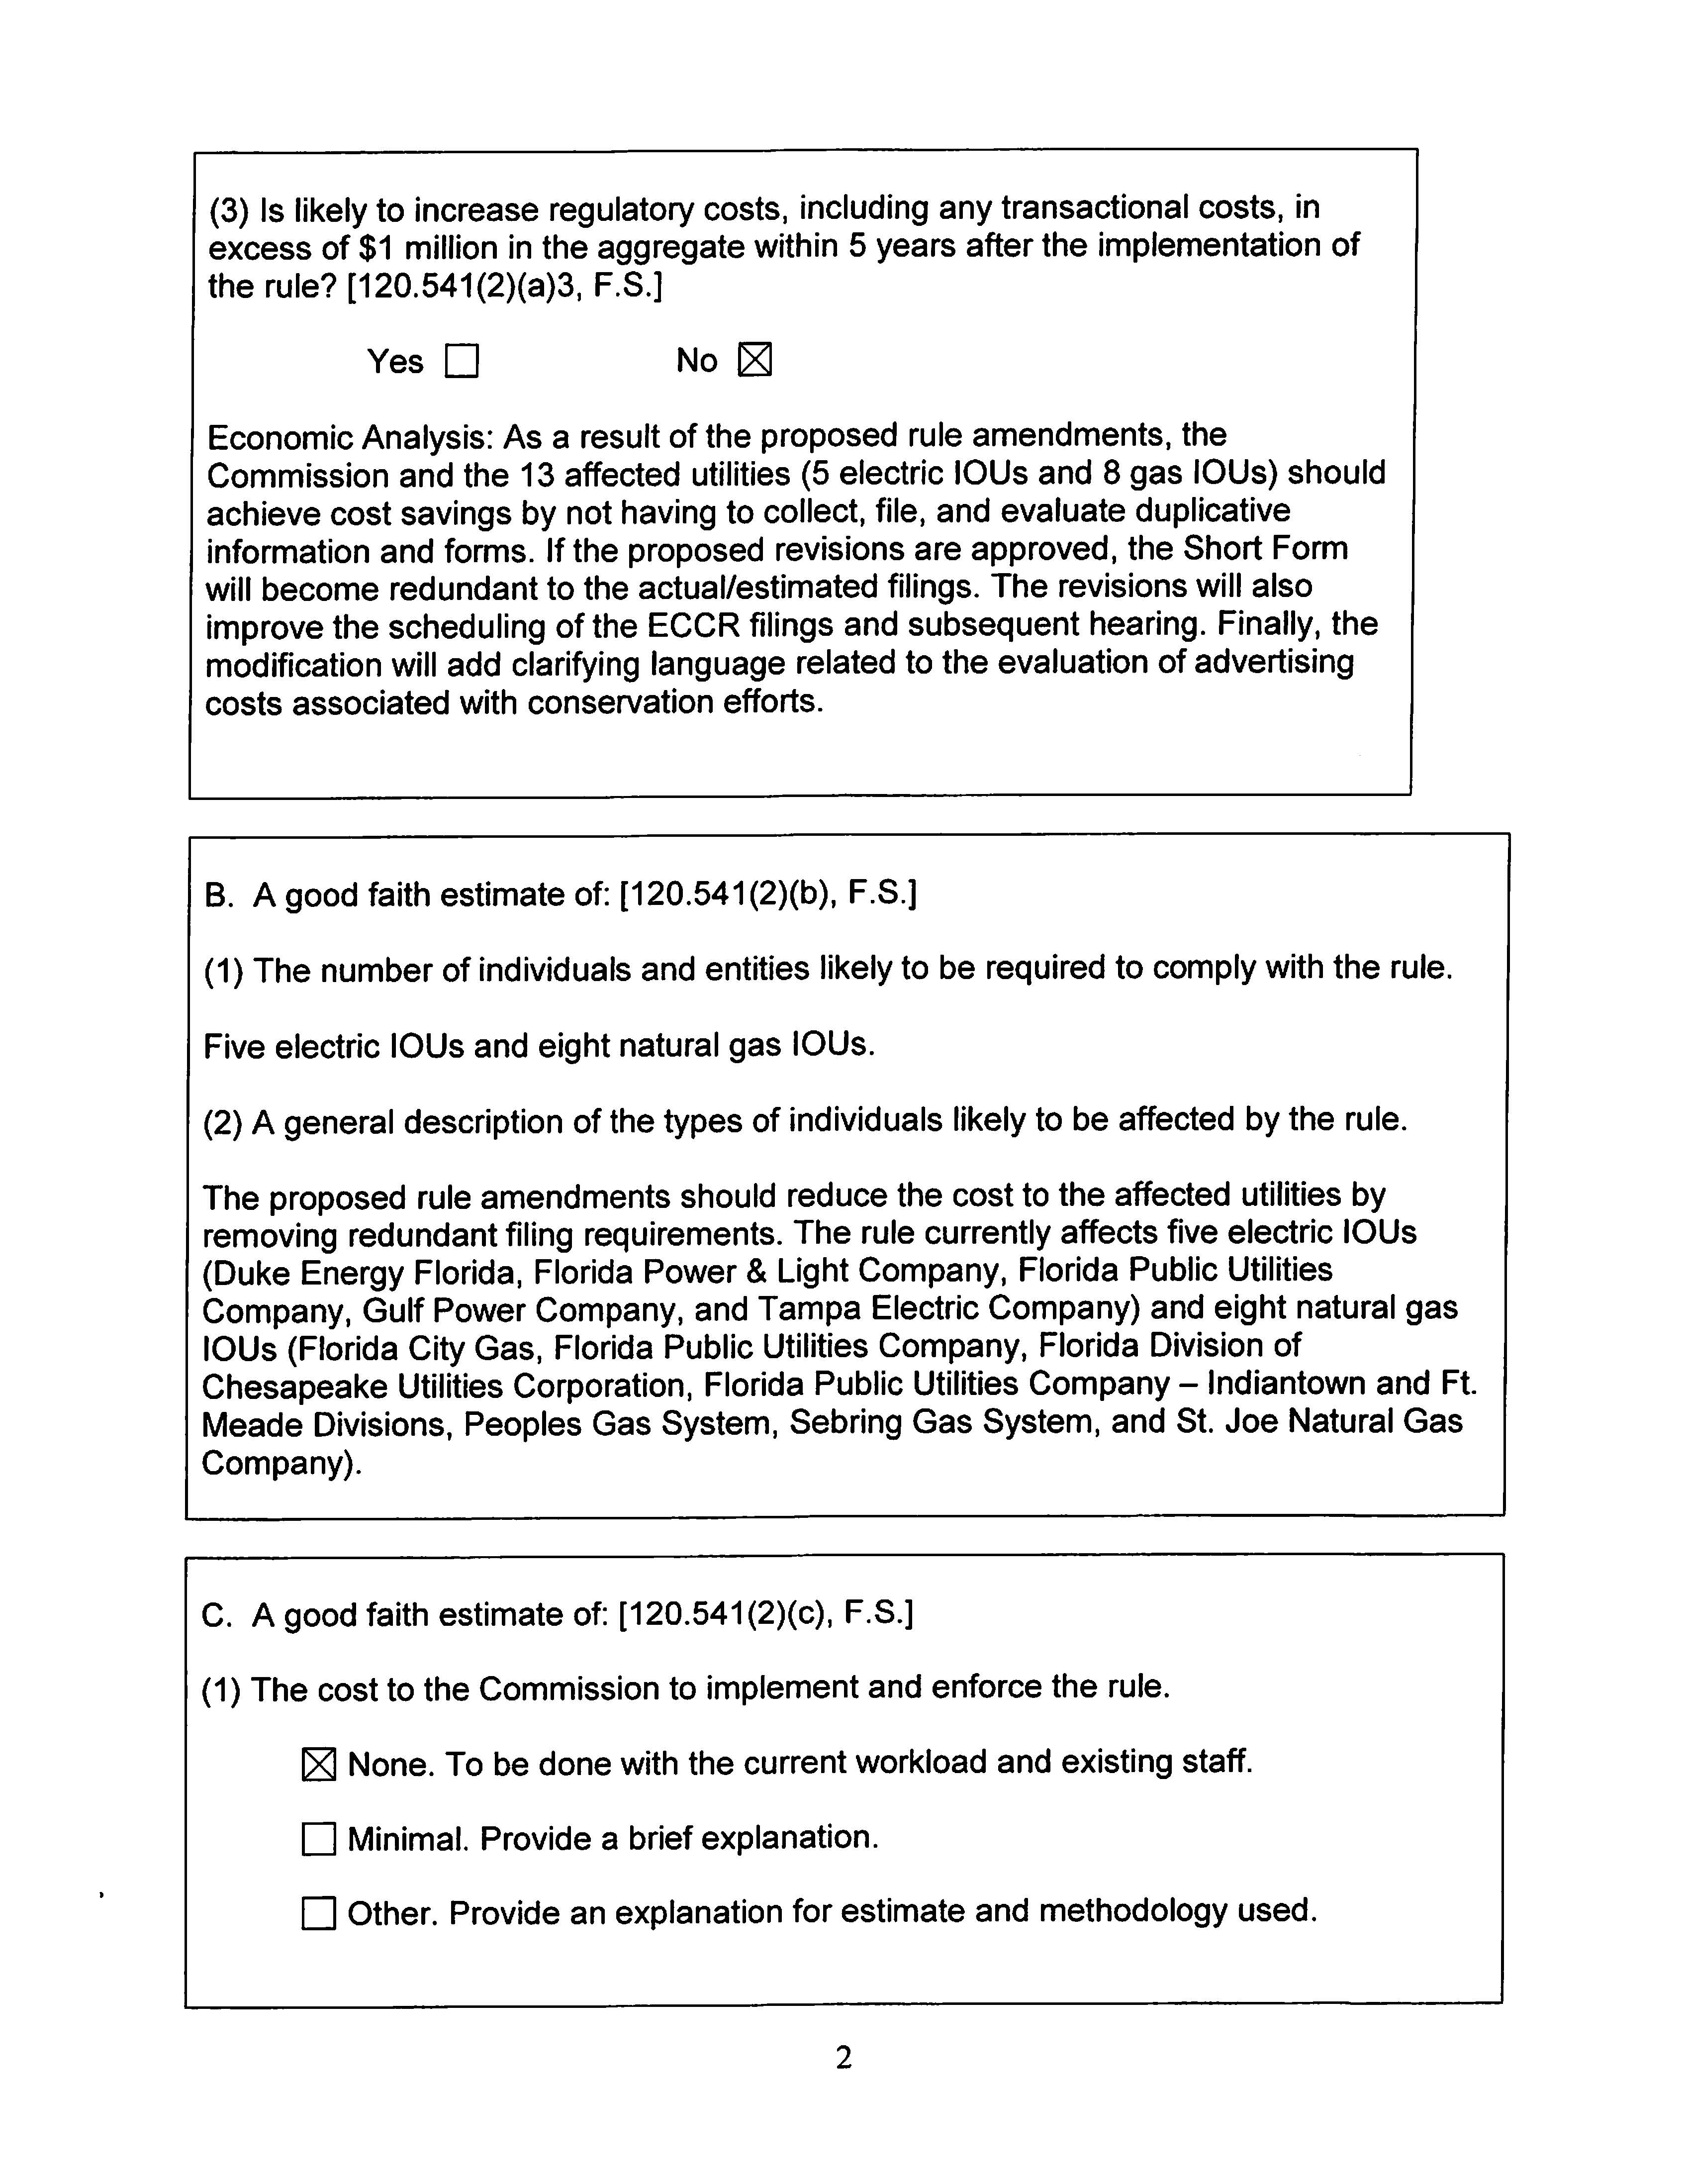 (3) Is likely to increase regulatory costs, including any transactional costs, in
excess of $1 million in the aggregate within 5 years after the implementation of
the rule? [120.541(2)(a)3, F.S.]
Yes ☐ No ☒
Economic Analysis: As a result of the proposed rule amendments, the
Commission and the 13 affected utilities (5 electric IOUs and 8 gas IOUs) should
achieve cost savings by not having to collect, file, and evaluate duplicative
information and forms. If the proposed revisions are approved, the Short Form
will become redundant to the actual/estimated filings. The revisions will also
improve the scheduling of the ECCR filings and subsequent hearing. Finally, the
modification will add clarifying language related to the evaluation of advertising
costs associated with conservation efforts.
B. A good faith estimate of: [120.541(2)(b), F.S.]
(1) The number of individuals and entities likely to be required to comply with the rule.
Five electric IOUs and eight natural gas IOUs.
(2) A general description of the types of individuals likely to be affected by the rule.
The proposed rule amendments should reduce the cost to the affected utilities by
removing redundant filing requirements. The rule currently affects five electric IOUs
(Duke Energy Florida, Florida Power & Light Company, Florida Public Utilities
Company, Gulf Power Company, and Tampa Electric Company) and eight natural gas
IOUs (Florida City Gas, Florida Public Utilities Company, Florida Division of
Chesapeake Utilities Corporation, Florida Public Utilities Company – Indiantown and Ft.
Meade Divisions, Peoples Gas System, Sebring Gas System, and St. Joe Natural Gas
Company).
C. A good faith estimate of: [120.541(2)(c), F.S.]
(1) The cost to the Commission to implement and enforce the rule.
☒ None. To be done with the current workload and existing staff.
☐ Minimal. Provide a brief explanation.
☐ Other. Provide an explanation for estimate and methodology used.
2